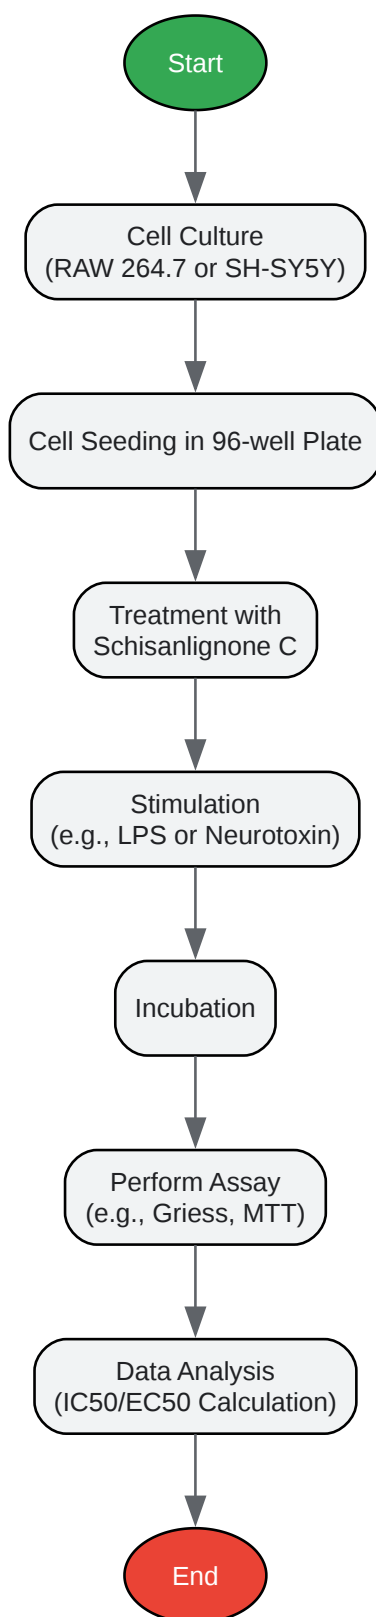 Start
Cell Culture
(RAW 264.7 or SH-SY5Y)
Cell Seeding in 96-well Plate
Treatment with
Schisanlignone C
Stimulation
(e.g., LPS or Neurotoxin)
Incubation
Perform Assay
(e.g., Griess, MTT)
Data Analysis
(IC50/EC50 Calculation)
End